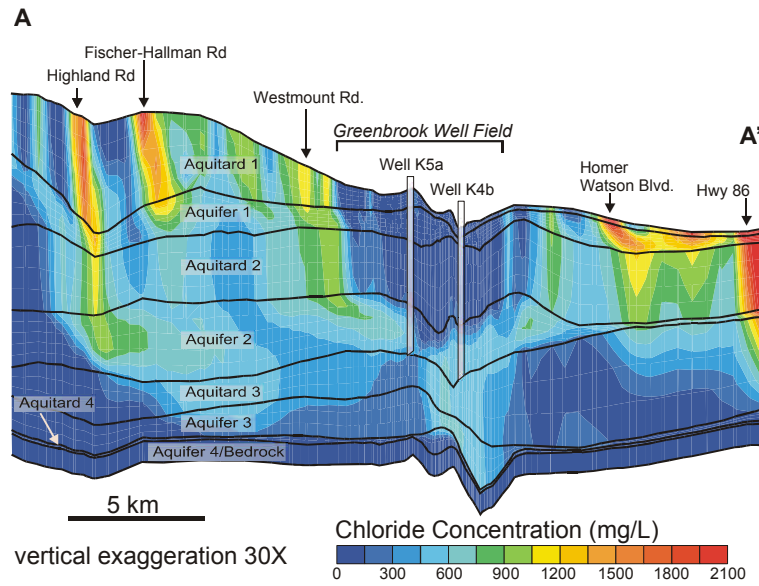 A
Fischer-Hallman Rd
Highland Rd
Westmount Rd.
Greenbrook Well Field
A'
Well K5a
Well K4b
Homer
Watson Blvd.
Hwy 86
Aquitard 1
Aquifer 1
Aquitard 2
Aquifer 2
Aquitard 3
Aquitard 4
Aquifer 3
Aquifer 4/Bedrock
5 km
vertical exaggeration 30X
Chloride Concentration (mg/L)
0 300 600 900 1200 1500 1800 2100